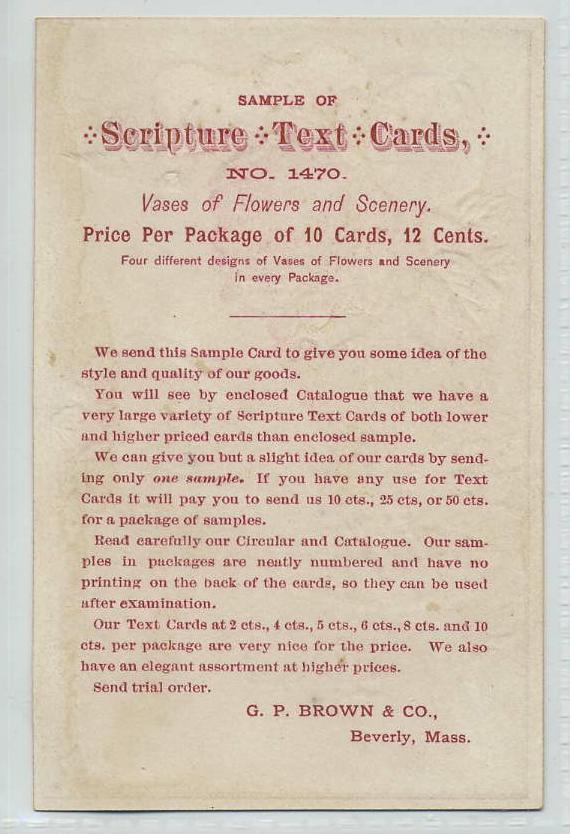 SAMPLE OF
Scripture Text Cards,
NO. 1470.
Vases of Flowers and Scenery.
Price Per Package of 10 Cards, 12 Cents.
Four different designs of Vases of Flowers and Scenery
in every Package.
We send this Sample Card to give you some idea of the
style and quality of our goods.
You will see by enclosed Catalogue that we have a
very large variety of Scripture Text Cards of both lower
and higher priced cards than enclosed sample.
We can give you but a slight idea of our cards by send-
ing only one sample. If you have any use for Text
Cards it will pay you to send us 10 cts., 25 cts, or 50 cts.
for a package of samples.
Read carefully our Circular and Catalogue. Our sam-
ples in packages are neatly numbered and have no
printing on the back of the cards, so they can be used
after examination.
Our Text Cards at 2 cts., 4 cts., 5 cts., 6 cts., 8 cts. and 10
cts. per package are very nice for the price. We also
have an elegant assortment at higher prices.
Send trial order.
G. P. BROWN & CO.,
Beverly, Mass.